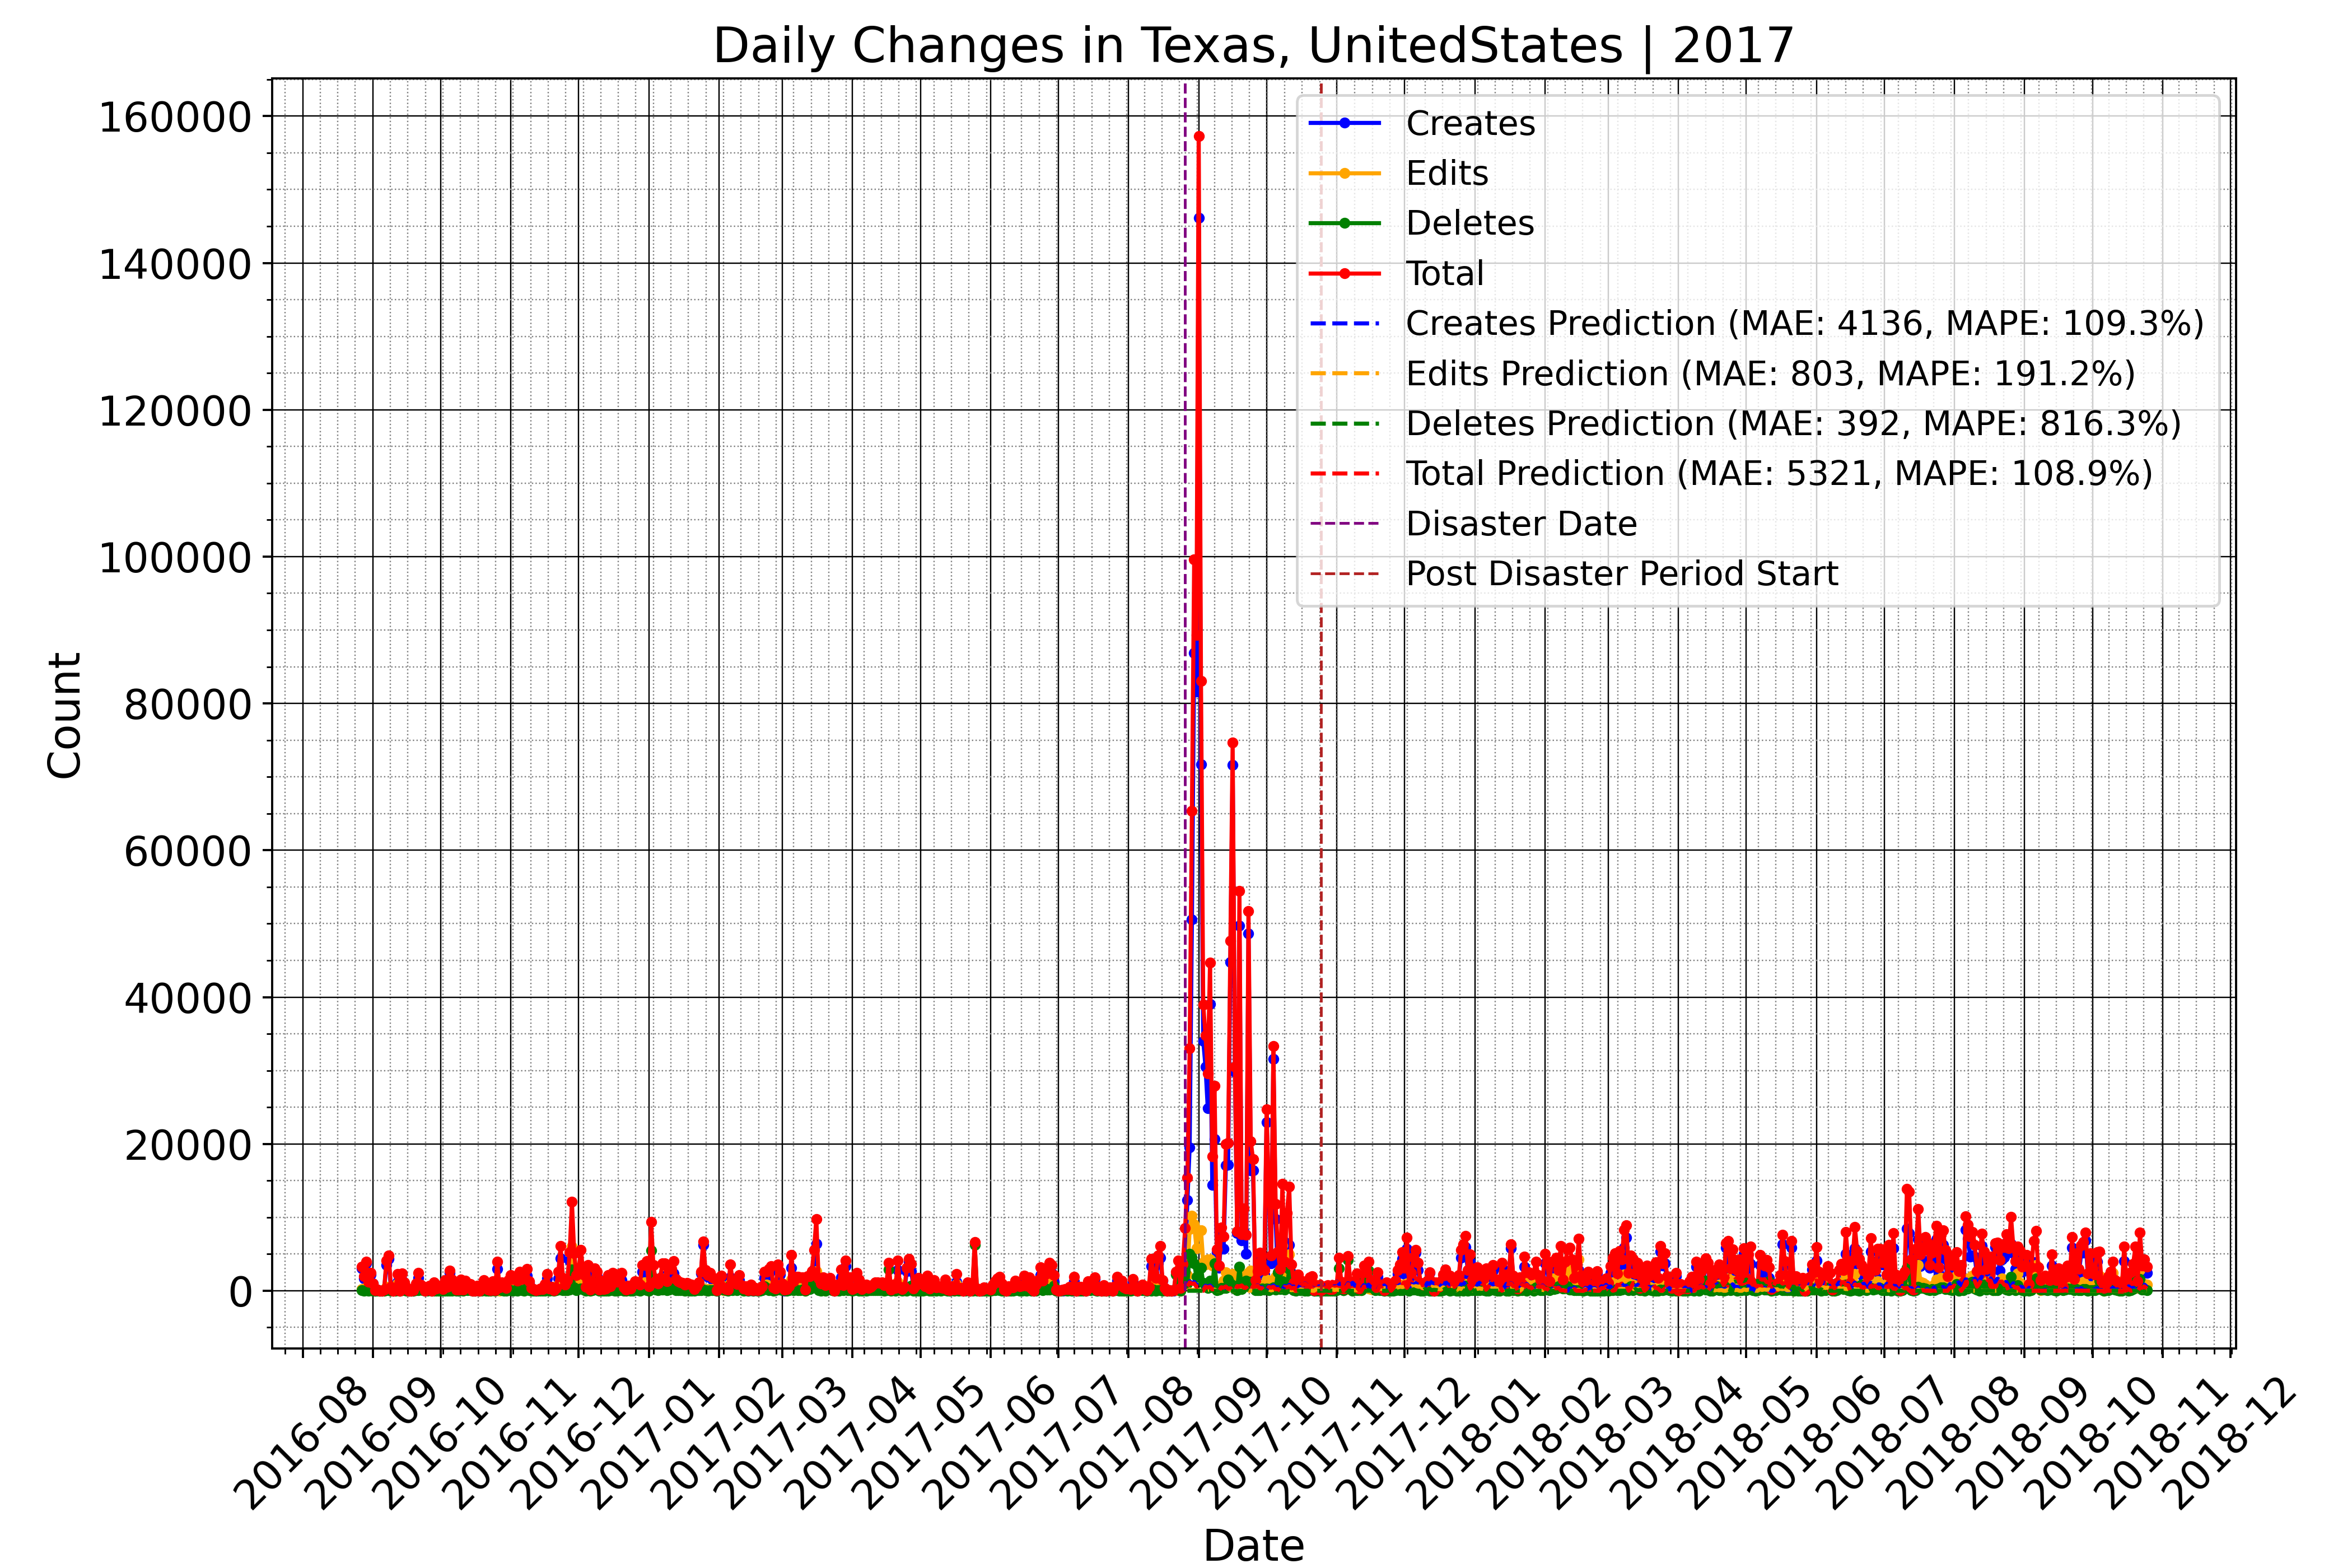 Daily Changes in Texas, UnitedStates | 2017
160000
140000
120000
100000
80000
60000
40000
20000
0
Count
Creates
Edits
Deletes
Total
Creates Prediction (MAE: 4136, MAPE: 109.3%)
Edits Prediction (MAE: 803, MAPE: 191.2%)
Deletes Prediction (MAE: 392, MAPE: 816.3%)
Total Prediction (MAE: 5321, MAPE: 108.9%)
Disaster Date
Post Disaster Period Start
2016-08
2016-09
2016-10
2016-11
2016-12
2017-01
2017-02
2017-03
2017-04
2017-05
2017-06
2017-07
2017-08
2017-09
2017-10
2017-11
2017-12
2018-01
2018-02
2018-03
2018-04
2018-05
2018-06
2018-07
2018-08
2018-09
2018-10
2018-11
2018-12
Date